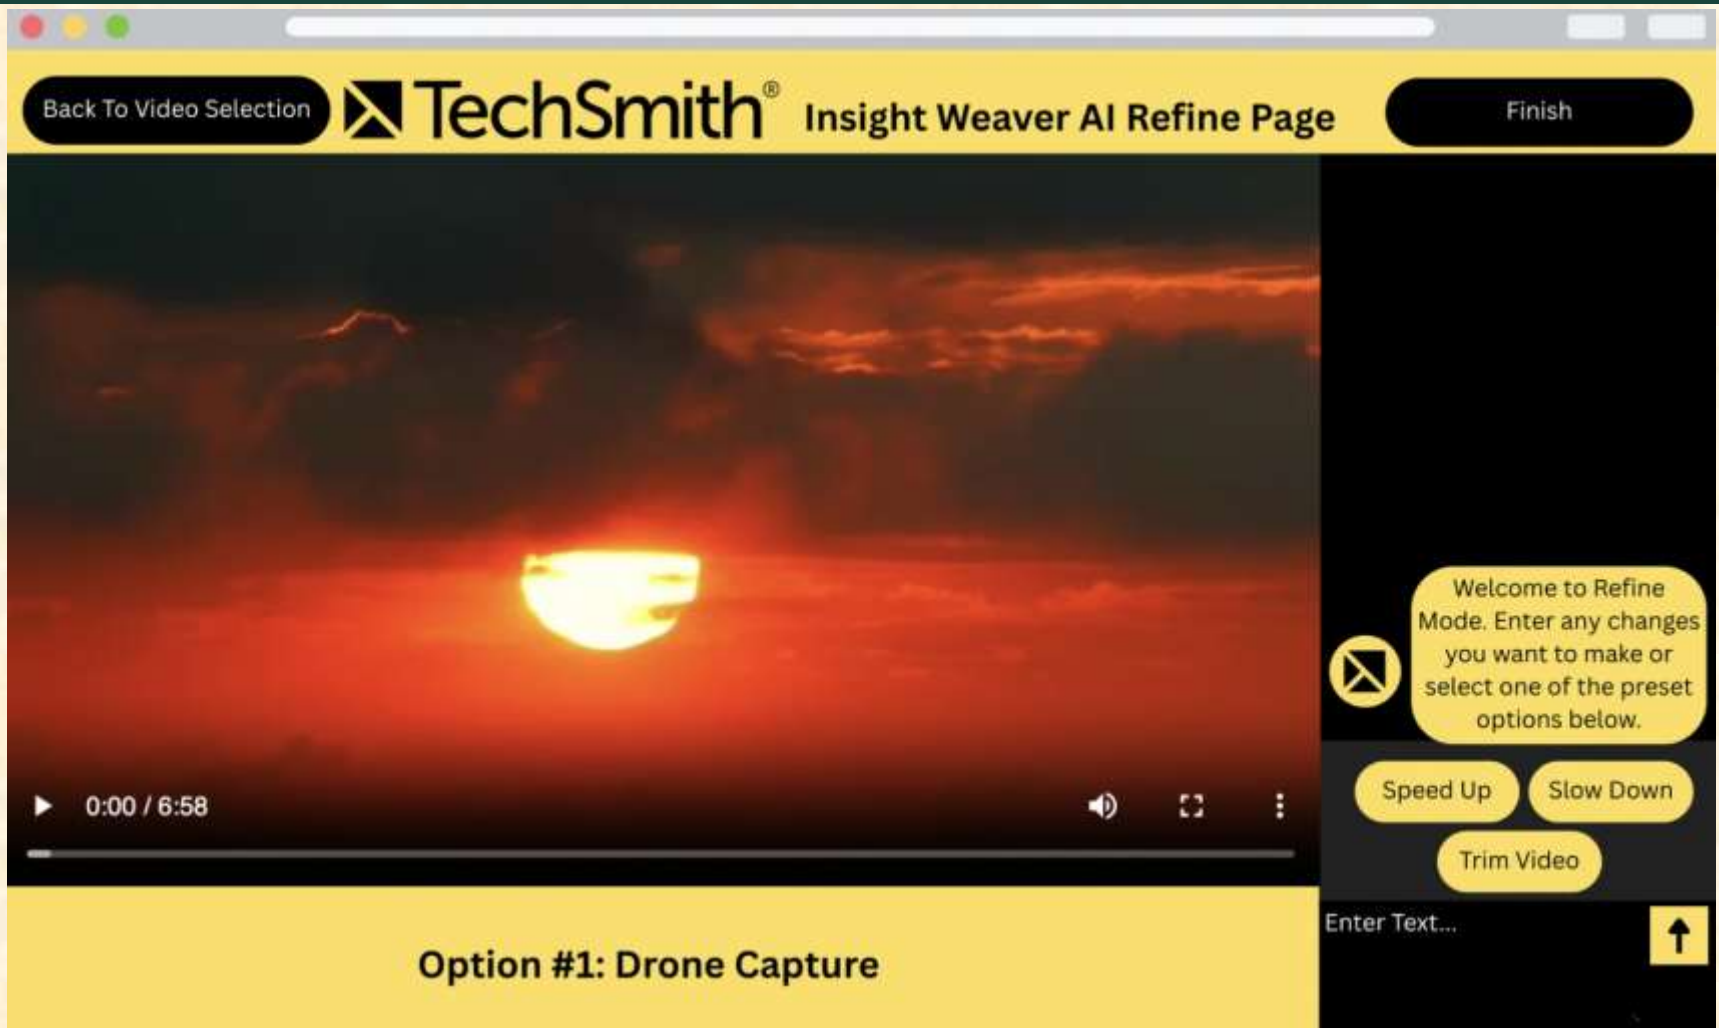 Back To Video Selection
TechSmith®
Insight Weaver AI Refine Page
Finish
Welcome to Refine
Mode. Enter any changes
you want to make or
select one of the preset
options below.
0:00 / 6:58
Speed Up
Slow Down
Trim Video
Enter Text...
Option #1: Drone Capture